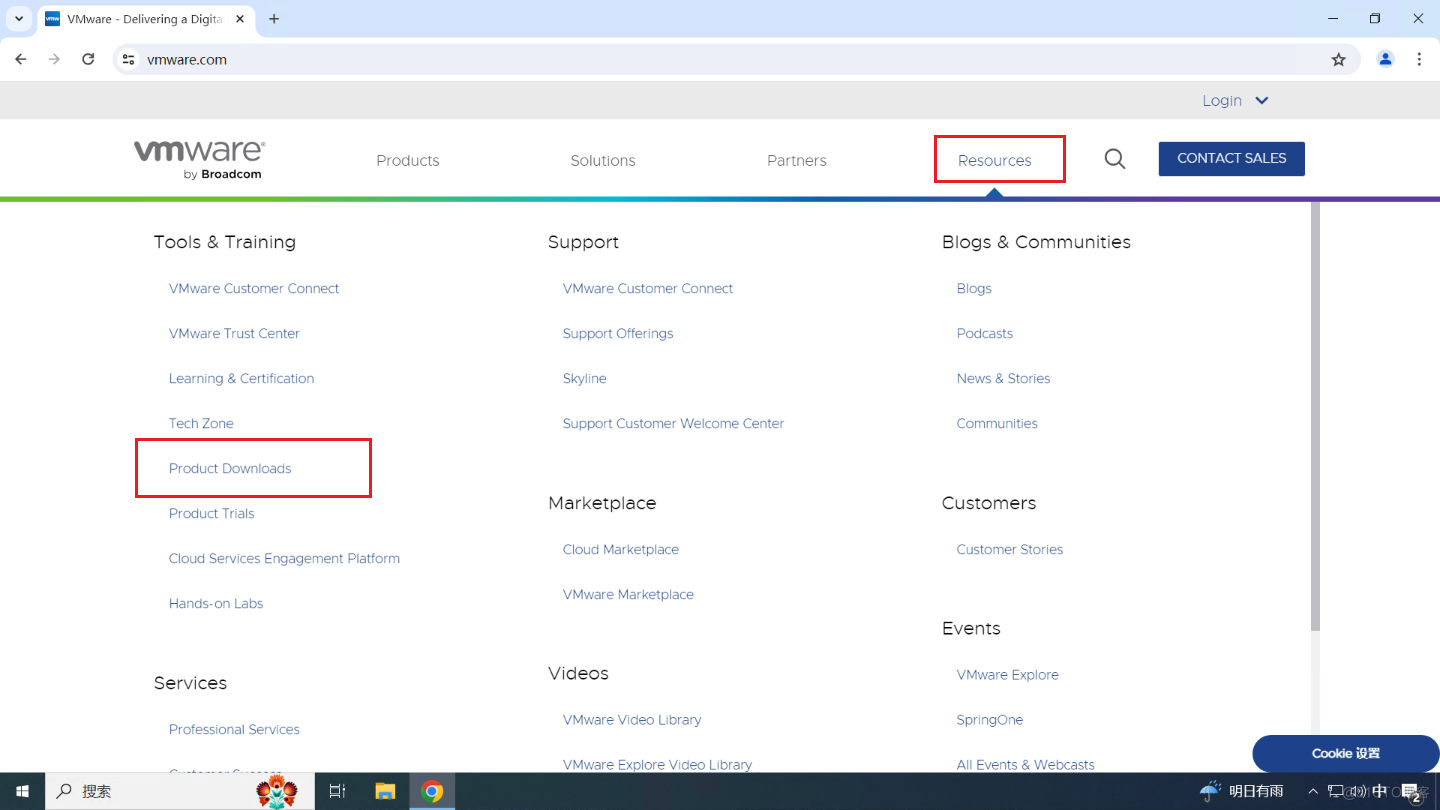 VMware - Delivering a Digita
vmware.com
Login
vmware®
by Broadcom
Products
Solutions
Partners
Resources
CONTACT SALES
Tools & Training
VMware Customer Connect
VMware Trust Center
Learning & Certification
Tech Zone
Product Downloads
Product Trials
Cloud Services Engagement Platform
Hands-on Labs
Services
Professional Services
Customer Success
Support
VMware Customer Connect
Support Offerings
Skyline
Support Customer Welcome Center
Marketplace
Cloud Marketplace
VMware Marketplace
Videos
VMware Video Library
VMware Explore Video Library
Blogs & Communities
Blogs
Podcasts
News & Stories
Communities
Customers
Customer Stories
Events
VMware Explore
SpringOne
All Events & Webcasts
Cookie 设置
搜索
明日有雨
中
2